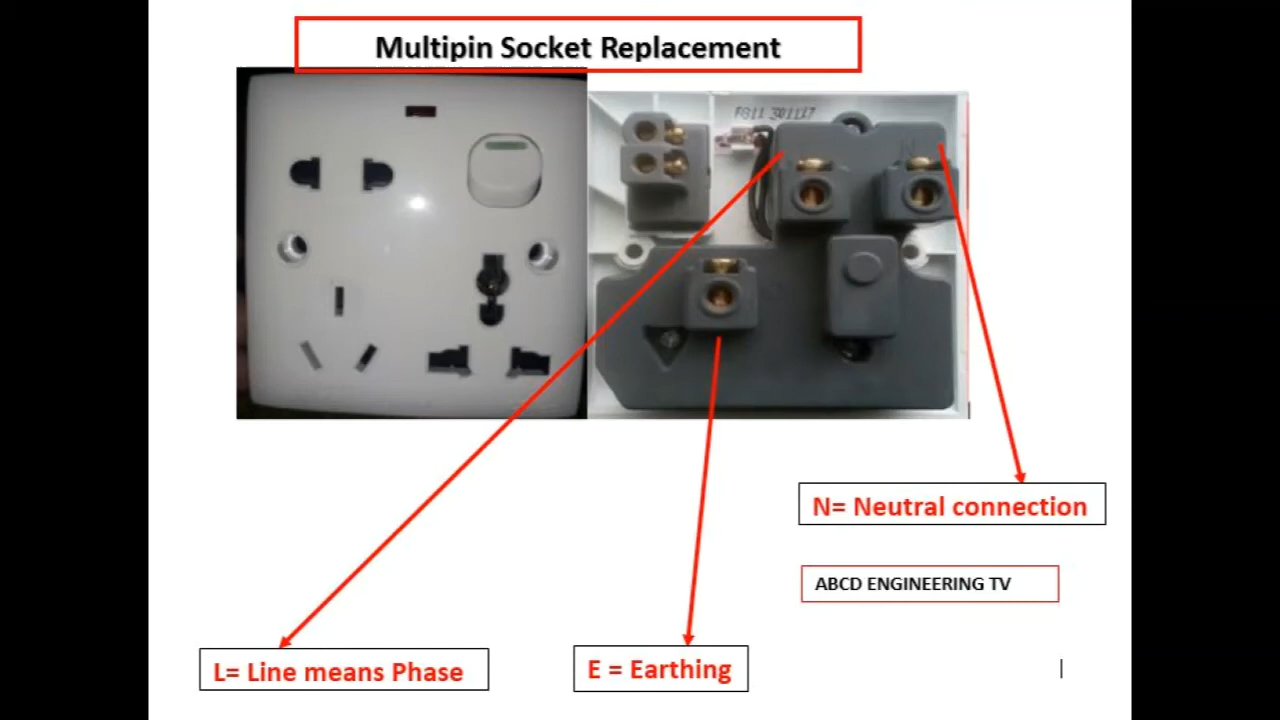 Multipin Socket Replacement
N= Neutral connection
ABCD ENGINEERING TV
L= Line means Phase
E = Earthing